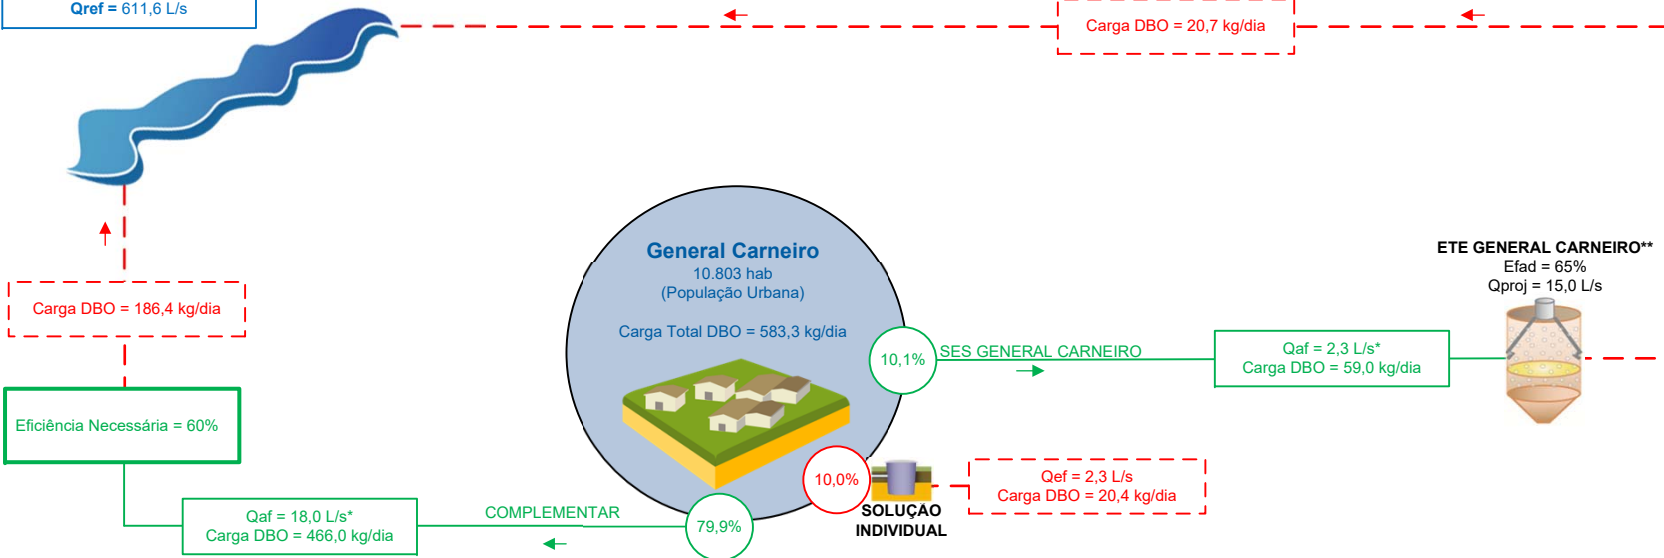 Qref = 611,6 L/s
Carga DBO = 20,7 kg/dia
General Carneiro
10.803 hab
(População Urbana)
Carga Total DBO = 583,3 kg/dia
ETE GENERAL CARNEIRO**
Efad = 65%
Qproj = 15,0 L/s
Carga DBO = 186,4 kg/dia
10,1%
SES GENERAL CARNEIRO
Qaf = 2,3 L/s*
Carga DBO = 59,0 kg/dia
Eficiência Necessária = 60%
10,0%
SOLUÇÃO
INDIVIDUAL
Qef = 2,3 L/s
Carga DBO = 20,4 kg/dia
Qaf = 18,0 L/s*
Carga DBO = 466,0 kg/dia
COMPLEMENTAR
79,9%